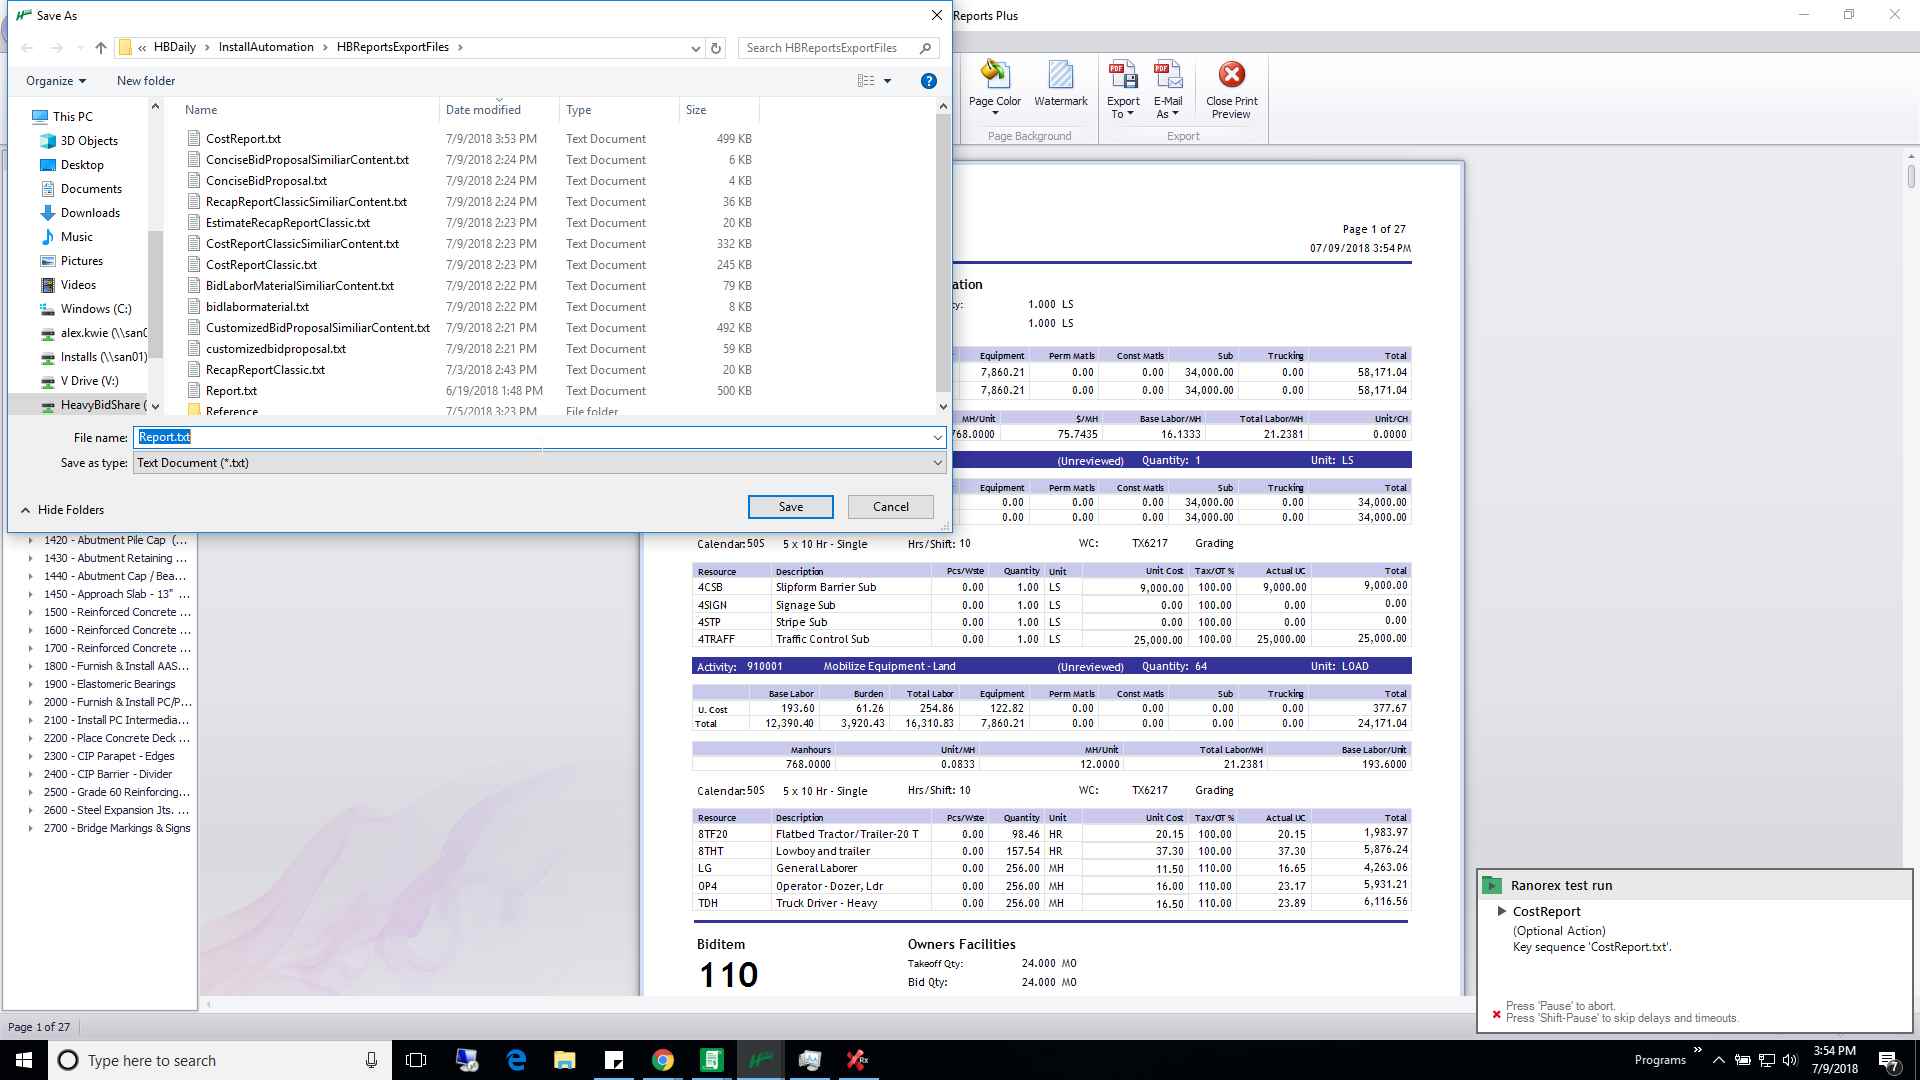 Save As
Reports Plus
« HBDaily > InstallAutomation > HBReportsExportFiles >
Search HBReportsExportFiles
Organize
New folder
Page Color
Watermark
Export To
E-Mail As
Close Print Preview
Page Background
Export
This PC
3D Objects
Desktop
Documents
Downloads
Music
Pictures
Videos
Windows (C:)
alex.kwie (\\san0
Installs (\\san01)
V Drive (V:)
HeavyBidShare (
Name Date modified Type Size
CostReport.txt 7/9/2018 3:53 PM Text Document 499 KB
ConciseBidProposalSimiliarContent.txt 7/9/2018 2:24 PM Text Document 6 KB
ConciseBidProposal.txt 7/9/2018 2:24 PM Text Document 4 KB
RecapReportClassicSimiliarContent.txt 7/9/2018 2:24 PM Text Document 36 KB
EstimateRecapReportClassic.txt 7/9/2018 2:23 PM Text Document 20 KB
CostReportClassicSimiliarContent.txt 7/9/2018 2:23 PM Text Document 332 KB
CostReportClassic.txt 7/9/2018 2:23 PM Text Document 245 KB
BidLaborMaterialSimiliarContent.txt 7/9/2018 2:22 PM Text Document 79 KB
bidlabormaterial.txt 7/9/2018 2:22 PM Text Document 8 KB
CustomizedBidProposalSimiliarContent.txt 7/9/2018 2:21 PM Text Document 492 KB
customizedbidproposal.txt 7/9/2018 2:21 PM Text Document 59 KB
RecapReportClassic.txt 7/3/2018 2:43 PM Text Document 20 KB
Report.txt 6/19/2018 1:48 PM Text Document 500 KB
Reference 7/5/2018 3:23 PM File folder
File name: Report.txt
Save as type: Text Document (*.txt)
Hide Folders
Save
Cancel
1420 - Abutment Pile Cap (...
1430 - Abutment Retaining ...
1440 - Abutment Cap / Bea...
1450 - Approach Slab - 13" ...
1500 - Reinforced Concrete ...
1600 - Reinforced Concrete ...
1700 - Reinforced Concrete ...
1800 - Furnish & Install AAS...
1900 - Elastomeric Bearings
2000 - Furnish & Install PC/P...
2100 - Install PC Intermedia...
2200 - Place Concrete Deck ...
2300 - CIP Parapet - Edges
2400 - CIP Barrier - Divider
2500 - Grade 60 Reinforcing...
2600 - Steel Expansion Jts. ...
2700 - Bridge Markings & Signs
Page 1 of 27
07/09/2018 3:54 PM
ation
cy: 1.000 LS
1.000 LS
Equipment Perm Matls Const Matls Sub Trucking Total
7,860.21 0.00 0.00 34,000.00 0.00 58,171.04
7,860.21 0.00 0.00 34,000.00 0.00 58,171.04
MH/Unit $/MH Base Labor/MH Total Labor/MH Unit/CH
768.0000 75.7435 16.1333 21.2381 0.0000
(Unreviewed) Quantity: 1 Unit: LS
Equipment Perm Matls Const Matls Sub Trucking Total
0.00 0.00 0.00 34,000.00 0.00 34,000.00
0.00 0.00 0.00 34,000.00 0.00 34,000.00
Calendar: 505 5 x 10 Hr - Single Hrs/Shift: 10 WC: TX6217 Grading
Resource Description Pcs/Wste Quantity Unit Unit Cost Tax/OT % Actual UC Total
4CSB Slipform Barrier Sub 0.00 1.00 LS 9,000.00 100.00 9,000.00 9,000.00
4SIGN Signage Sub 0.00 1.00 LS 0.00 100.00 0.00 0.00
4STP Stripe Sub 0.00 1.00 LS 0.00 100.00 0.00 0.00
4TRAFF Traffic Control Sub 0.00 1.00 LS 25,000.00 100.00 25,000.00 25,000.00
Activity: 910001 Mobilize Equipment - Land (Unreviewed) Quantity: 64 Unit: LOAD
Base Labor Burden Total Labor Equipment Perm Matls Const Matls Sub Trucking Total
U. Cost 193.60 61.26 254.86 122.82 0.00 0.00 0.00 0.00 377.67
Total 12,390.40 3,920.43 16,310.83 7,860.21 0.00 0.00 0.00 0.00 24,171.04
Manhours Unit/MH MH/Unit Total Labor/MH Base Labor/Unit
768.0000 0.0833 12.0000 21.2381 193.6000
Calendar: 505 5 x 10 Hr - Single Hrs/Shift: 10 WC: TX6217 Grading
Resource Description Pcs/Wste Quantity Unit Unit Cost Tax/OT % Actual UC Total
8TF20 Flatbed Tractor/Trailer-20 T 0.00 98.46 HR 20.15 100.00 20.15 1,983.97
8THT Lowboy and trailer 0.00 157.54 HR 37.30 100.00 37.30 5,876.24
LG General Laborer 0.00 256.00 MH 11.50 110.00 16.65 4,263.06
OP4 Operator - Dozer, Ldr 0.00 256.00 MH 16.00 110.00 23.17 5,931.21
TDH Truck Driver - Heavy 0.00 256.00 MH 16.50 110.00 23.89 6,116.56
Biditem Owners Facilities
110
Takeoff Qty: 24.000 MO
Bid Qty: 24.000 MO
Ranorex test run
CostReport
(Optional Action)
Key sequence 'CostReport.txt'.
Press 'Pause' to abort.
Press 'Shift-Pause' to skip delays and timeouts.
Page 1 of 27
Type here to search
Programs
3:54 PM
7/9/2018
7